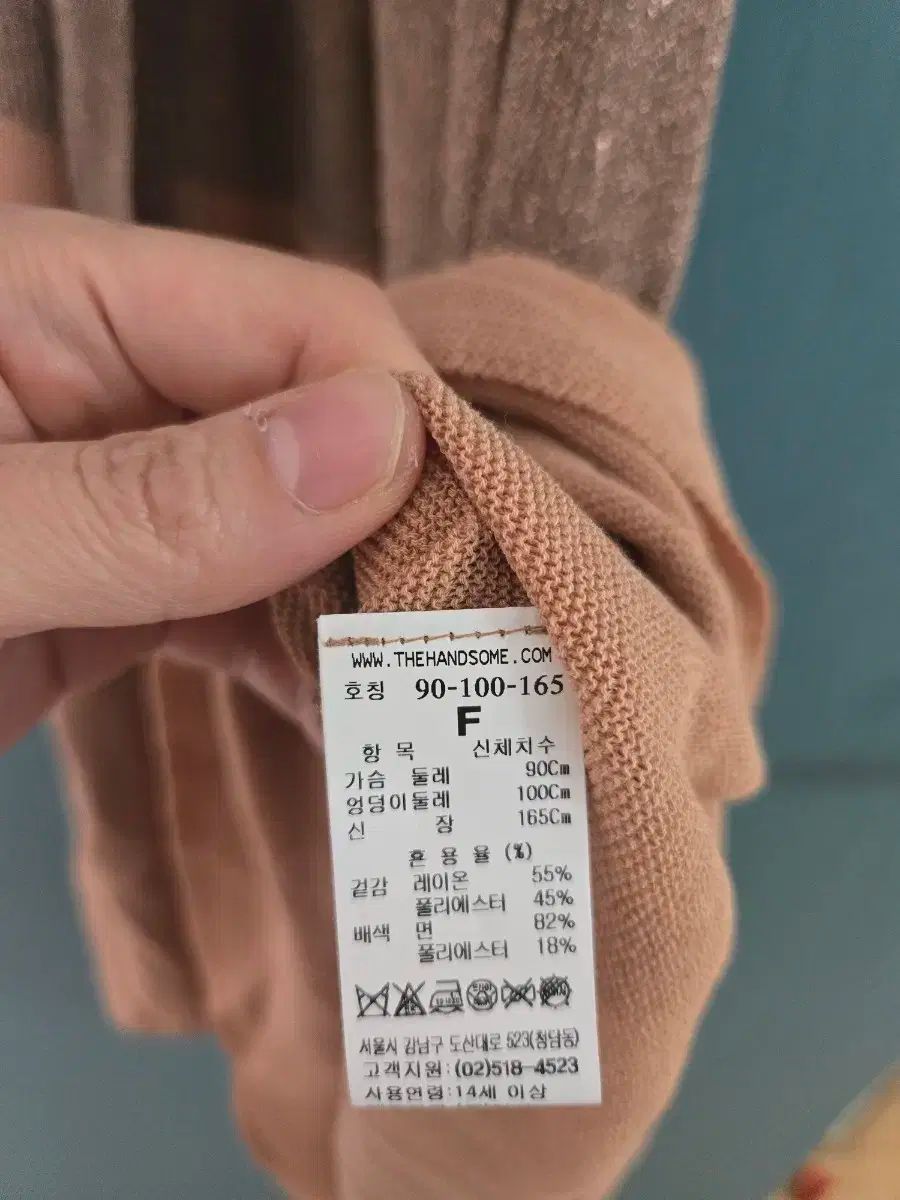 WWW.THEHANDSOME.COM
호칭 90-100-165
F
항 목 신체치수
가슴 둘레 90Cm
엉덩이둘레 100Cm
신 장 165Cm
혼 용 율 (%)
겉감 레이온 55%
폴리에스터 45%
배색 면 82%
폴리에스터 18%
서울시 강남구 도산대로 523(청담동)
고객지원:(02)518-4523
사용연령:14세 이상